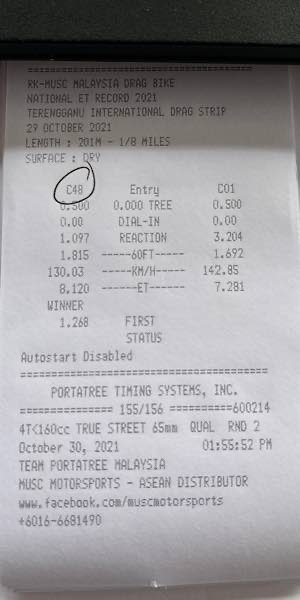 ========================================
RK-MUSC MALAYSIA DRAG BIKE
NATIONAL ET RECORD 2021
TERENGGANU INTERNATIONAL DRAG STRIP
29 OCTOBER 2021
LENGTH : 201M - 1/8 MILES
SURFACE : DRY
C48 Entry C01
0.500 0.000 TREE 0.500
0.00 DIAL-IN 0.00
1.097 REACTION 3.204
1.815 -----60FT----- 1.692
130.03 ------KM/H----- 142.85
8.120 ------ET------ 7.281
WINNER
1.268 FIRST
STATUS
Autostart Disabled
========================================
PORTATREE TIMING SYSTEMS, INC.
=============== 155/156 ==========600214
4T<160cc TRUE STREET 65mm QUAL RND 2
October 30, 2021 01:55:52 PM
TEAM PORTATREE MALAYSIA
MUSC MOTORSPORTS - ASEAN DISTRIBUTOR
www.facebook.com/muscmotorsports
+6016-6681490